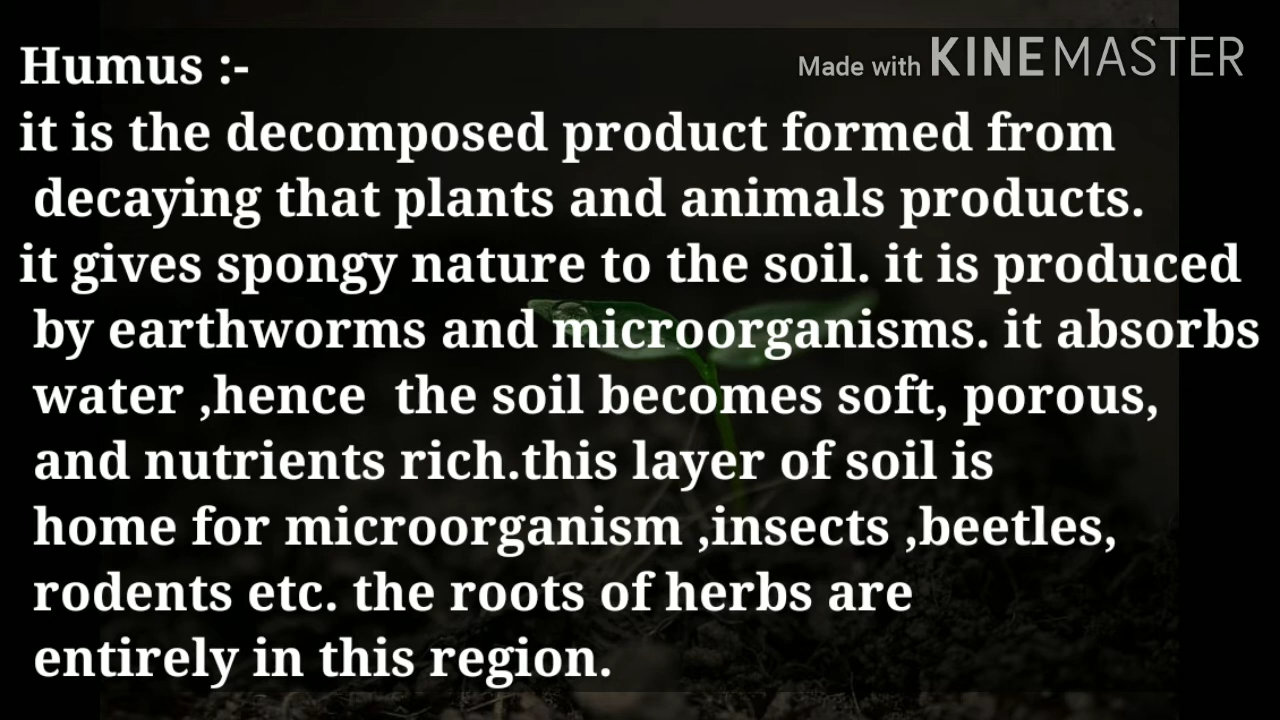 Humus :-
Made with KINEMASTER
it is the decomposed product formed from
decaying that plants and animals products.
it gives spongy nature to the soil. it is produced
by earthworms and microorganisms. it absorbs
water ,hence  the soil becomes soft, porous,
and nutrients rich.this layer of soil is
home for microorganism ,insects ,beetles,
rodents etc. the roots of herbs are
entirely in this region.